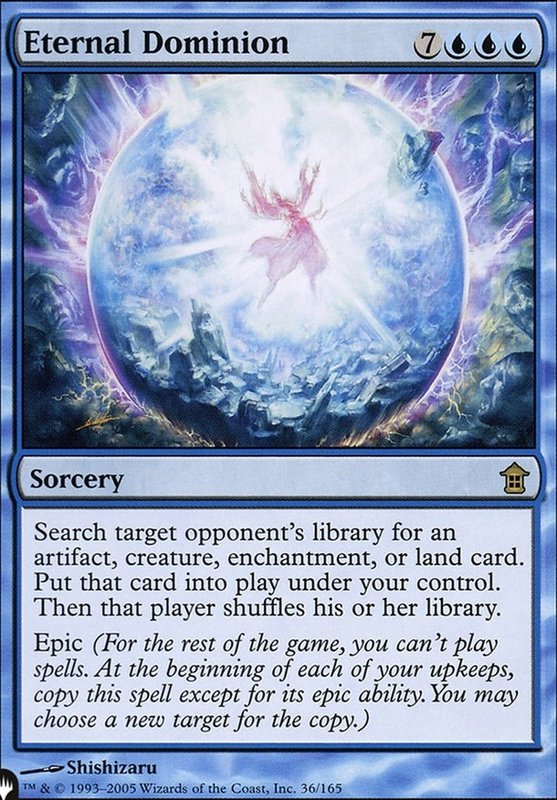 Eternal Dominion
7
Sorcery
Search target opponent's library for an
artifact, creature, enchantment, or land card.
Put that card into play under your control.
Then that player shuffles his or her library.
Epic (For the rest of the game, you can't play
spells. At the beginning of each of your upkeeps,
copy this spell except for its epic ability. You may
choose a new target for the copy.)
Shishizaru
™ & © 1993–2005 Wizards of the Coast, Inc. 36/165